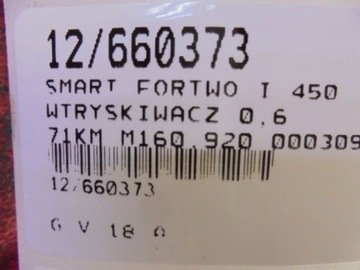 12/660373
SMART FORTWO I 450
WTRYSKIWACZ 0,6
71KM M160.920 000309
12/660373
G V 18 A